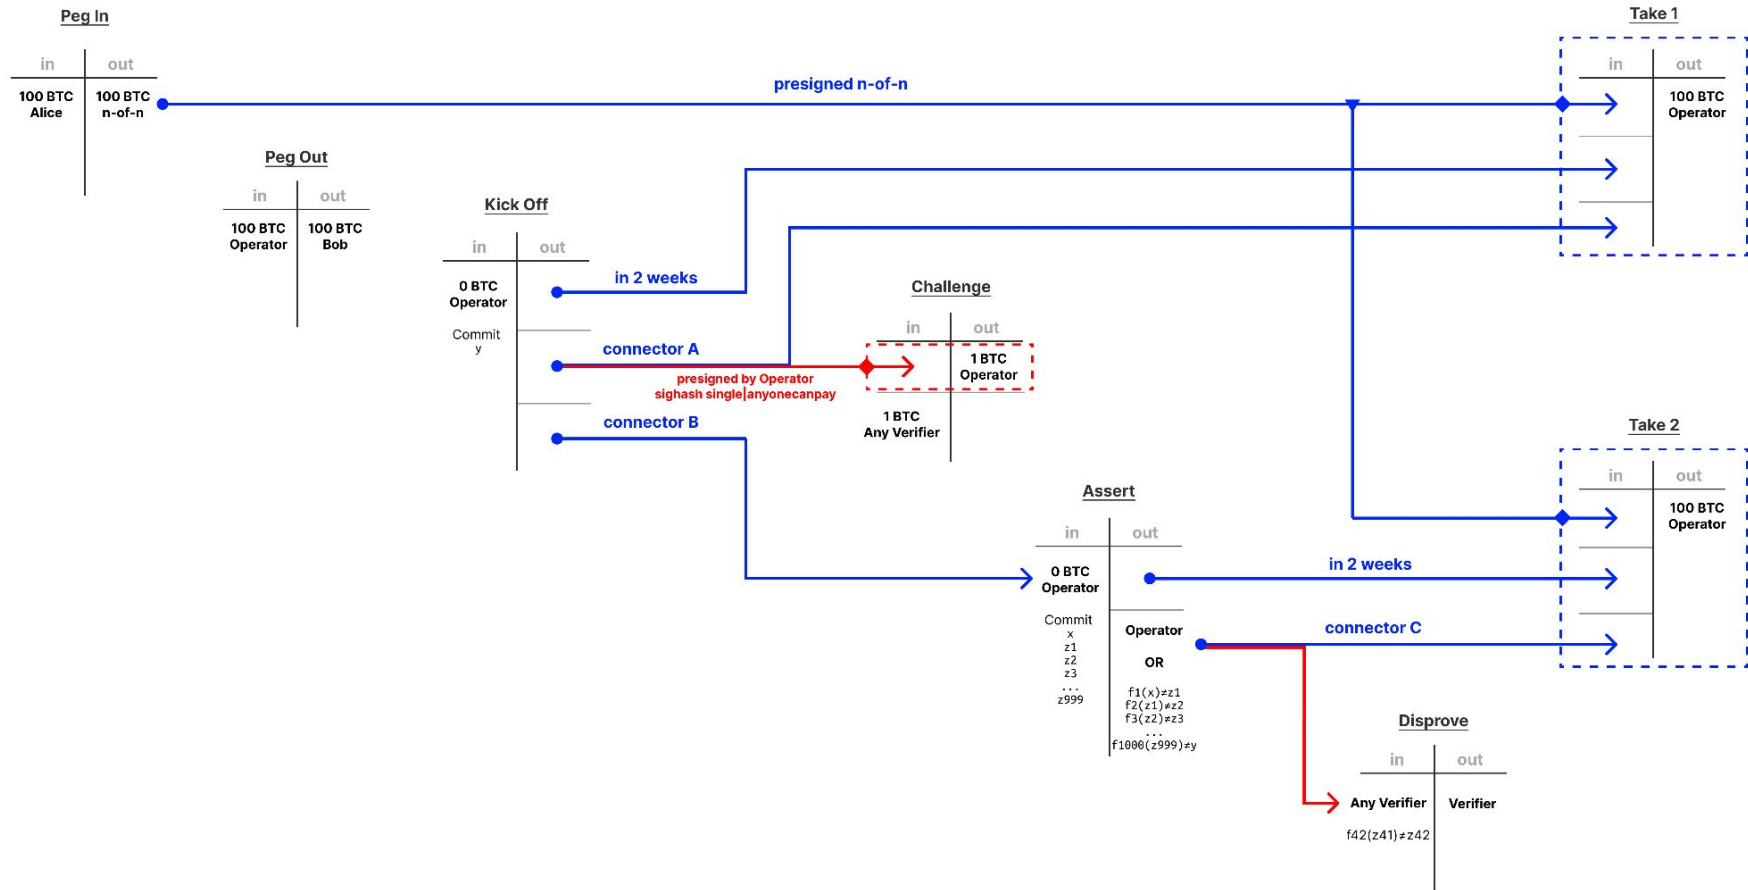 Peg In
in out
100 BTC 100 BTC
Alice n-of-n
presigned n-of-n
Take 1
in out
100 BTC
Operator
Peg Out
in out
100 BTC 100 BTC
Operator Bob
Kick Off
in out
0 BTC
Operator
Commit
y
in 2 weeks
connector A
presigned by Operator
sighash single|anyonecanpay
connector B
Challenge
in out
1 BTC
Operator
1 BTC
Any Verifier
Assert
in out
0 BTC
Operator
Commit
x
z1
z2
z3
...
z999
Operator
OR
f1(x)≠z1
f2(z1)≠z2
f3(z2)≠z3
...
f1000(z999)≠y
in 2 weeks
connector C
Take 2
in out
100 BTC
Operator
Disprove
in out
Any Verifier Verifier
f42(z41)≠z42